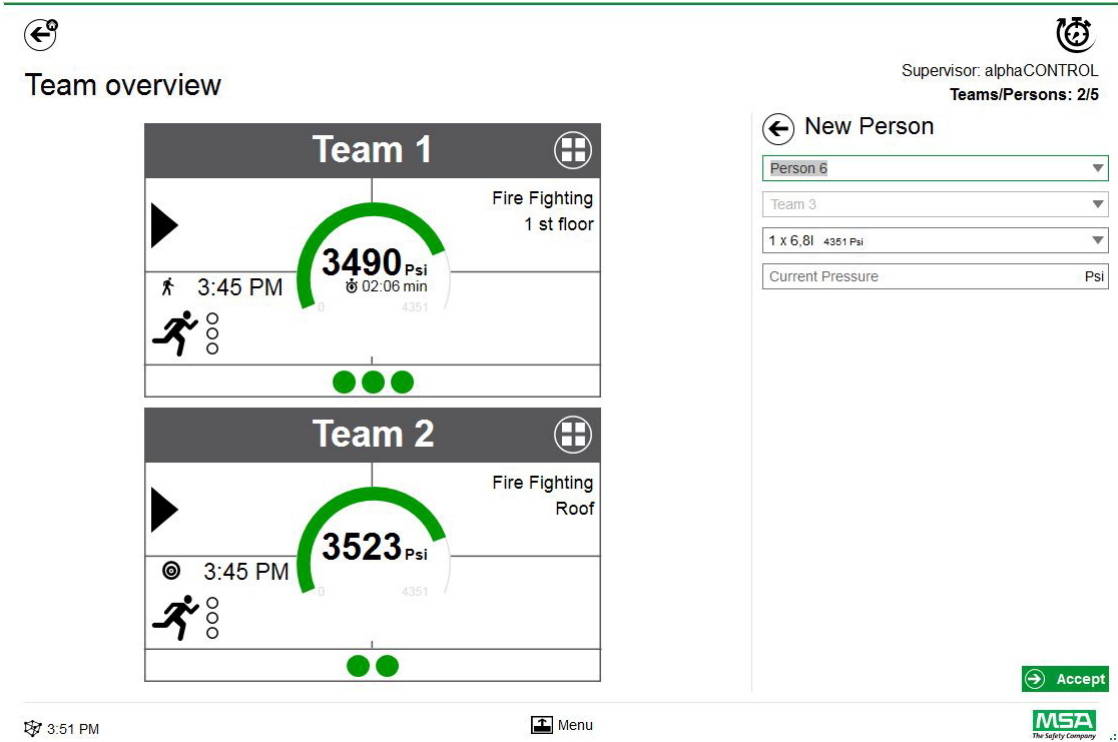 Supervisor: alphaCONTROL
Team overview
Teams/Persons: 2/5
Team 1
Fire Fighting
1 st floor
3490 Psi
02:06 min
3:45 PM
0 4351
Team 2
Fire Fighting
Roof
3523 Psi
3:45 PM
0 4351
New Person
Person 6
Team 3
1 x 6,8l 4351 Psi
Current Pressure Psi
Accept
3:51 PM
Menu
MSA
The Safety Company